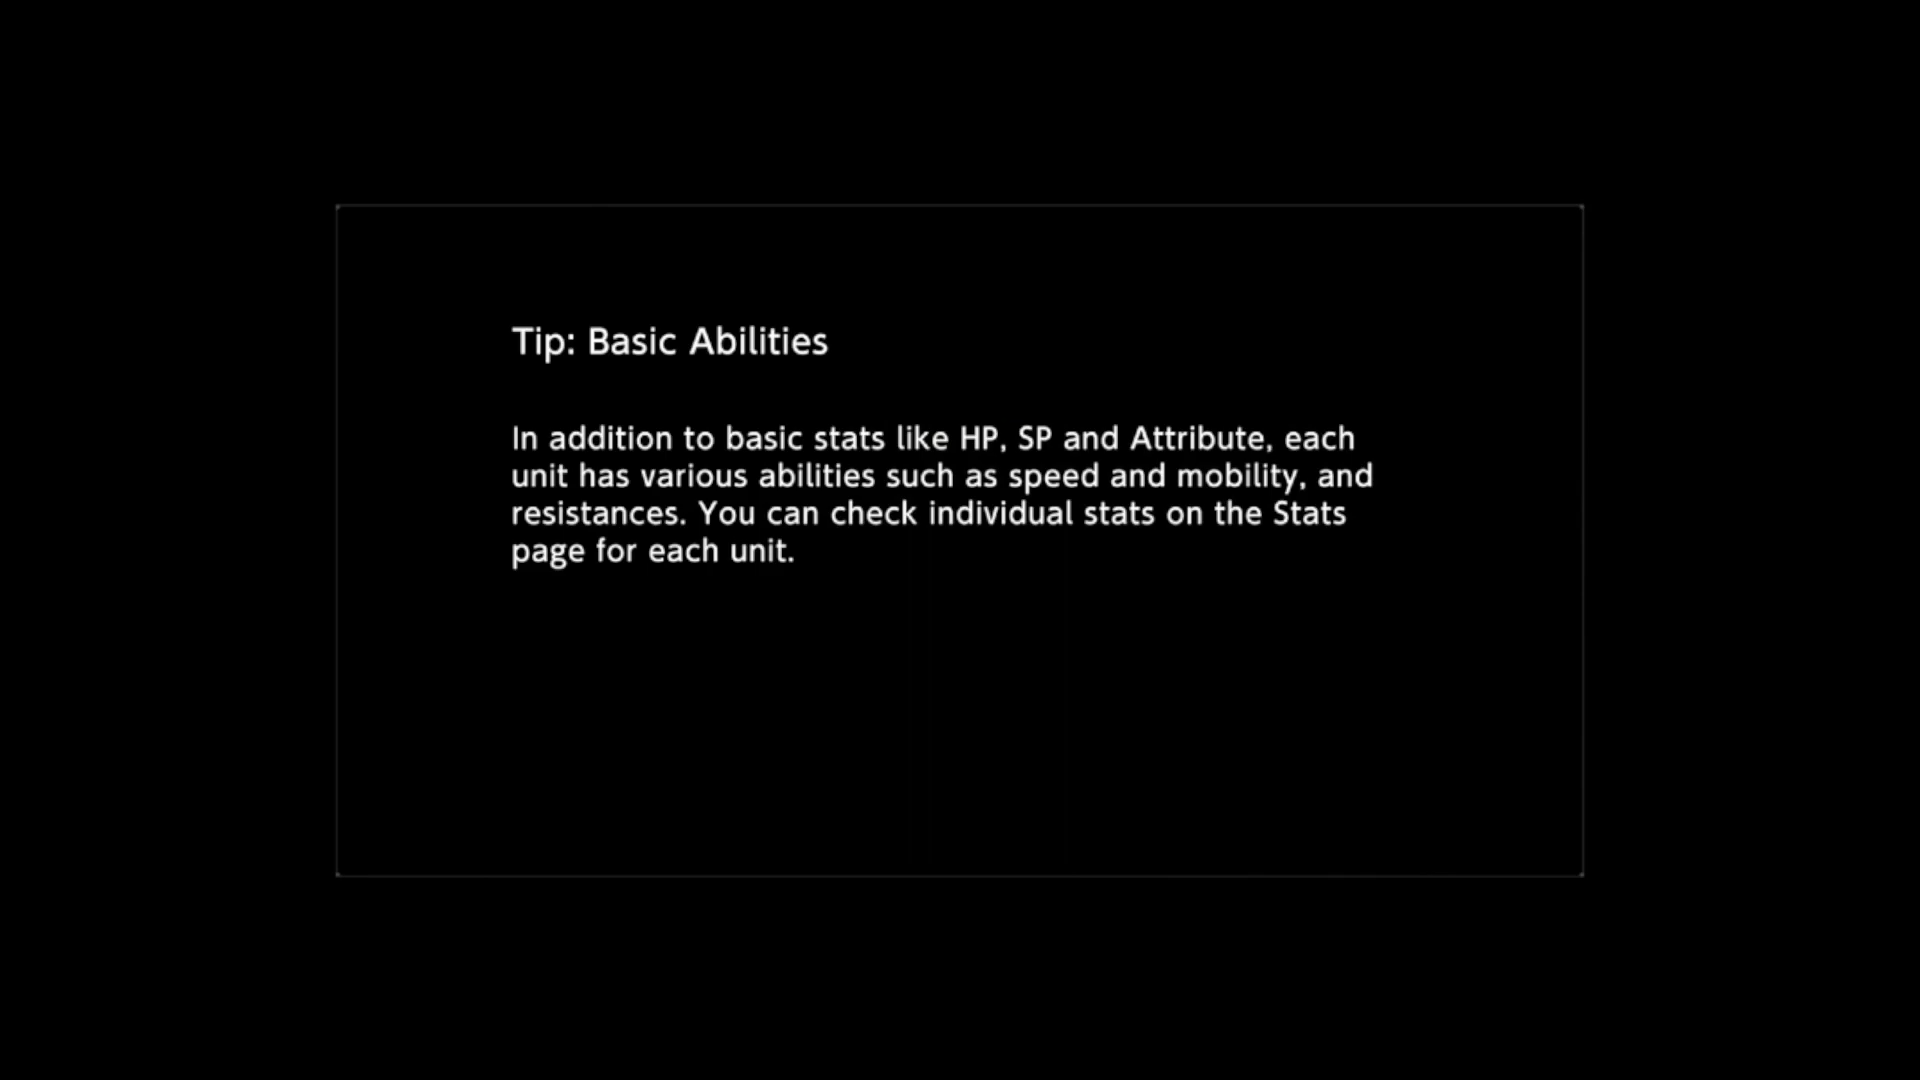 Tip: Basic Abilities
In addition to basic stats like HP, SP and Attribute, each
unit has various abilities such as speed and mobility, and
resistances. You can check individual stats on the Stats
page for each unit.